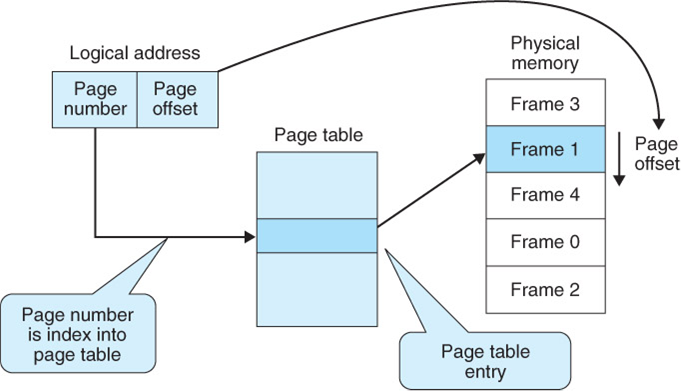 Logical address
Page
number
Page
offset
Page table
Physical
memory
Frame 3
Frame 1
Frame 4
Frame 0
Frame 2
Page
offset
Page number
is index into
page table
Page table
entry